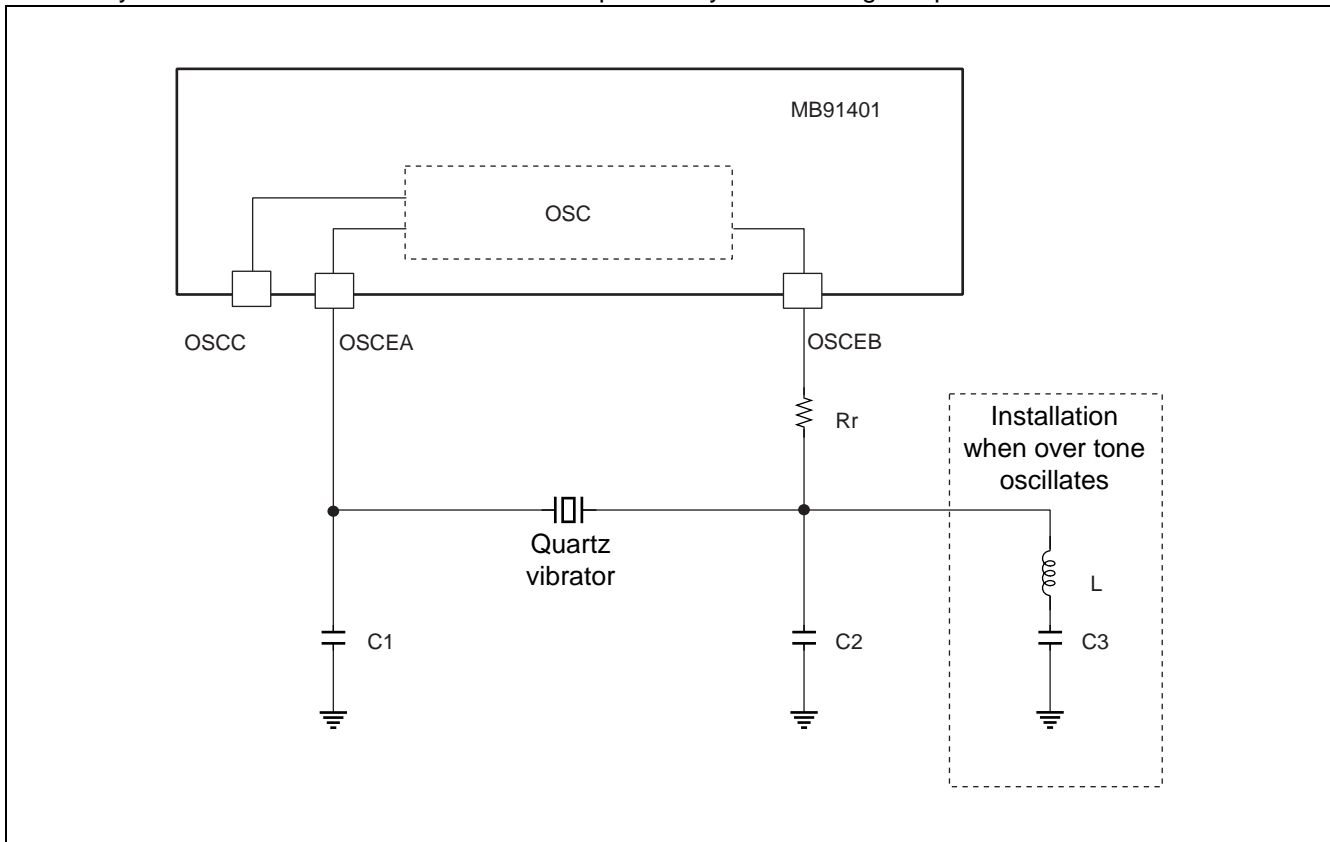 MB91401
OSC
OSCC
OSCEA
OSCEB
Rr
Installation
when over tone
oscillates
Quartz
vibrator
L
C1
C2
C3